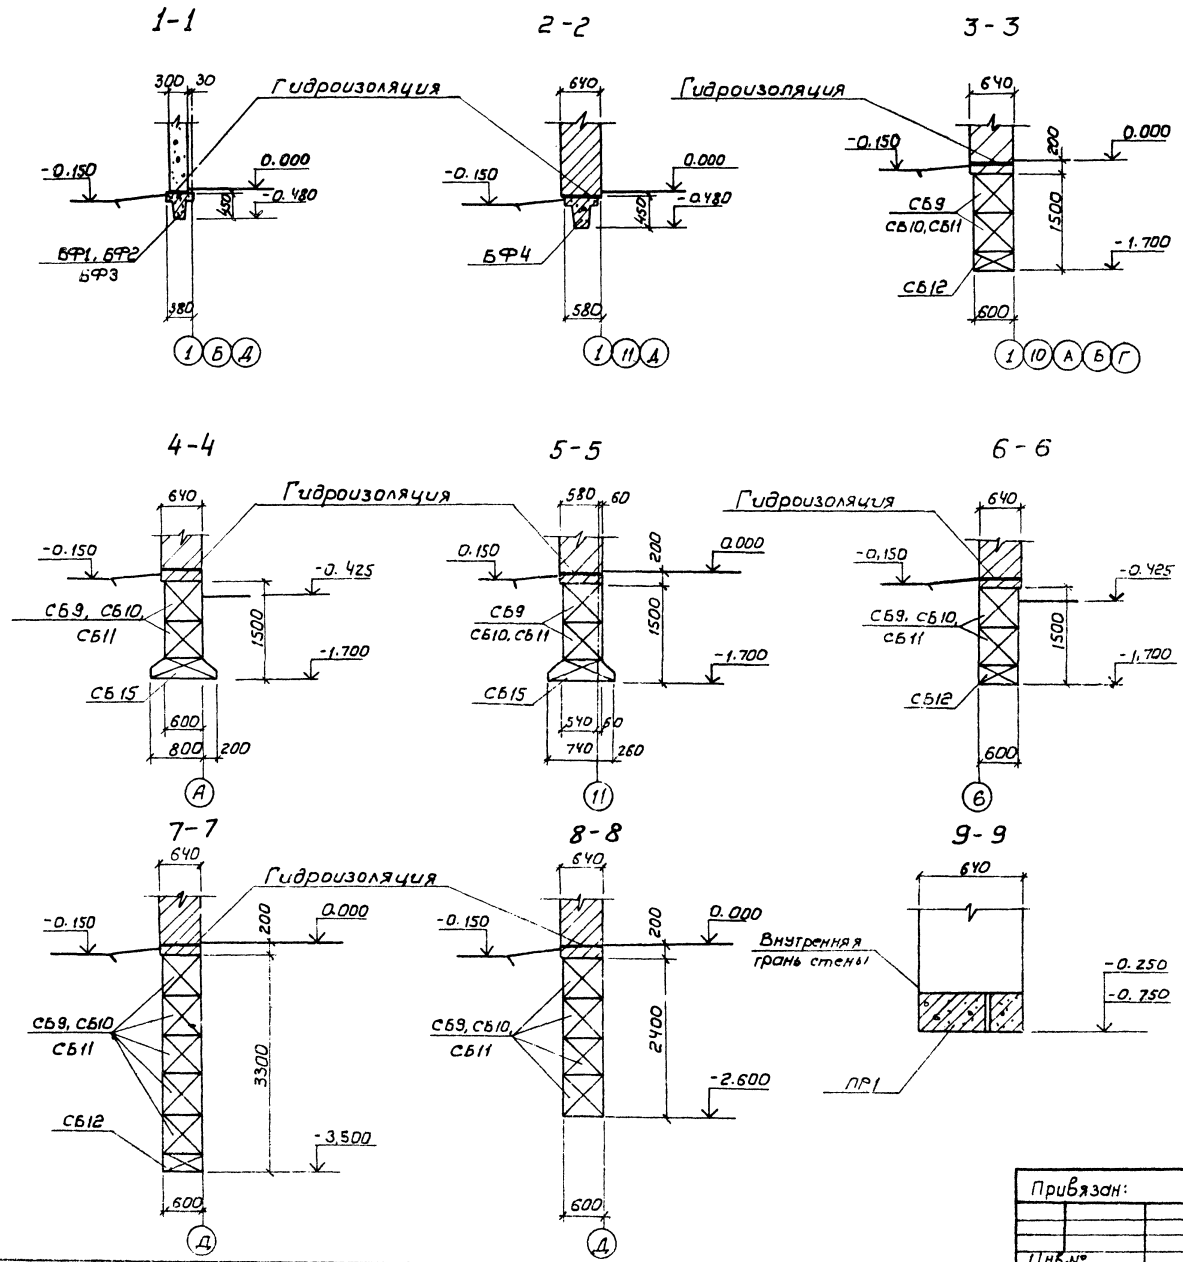 1-1
300 30
Гидроизоляция
-0.150
0.000
-0.480
450
БФ1, БФ2
БФ3
380
1 Б Д
2-2
640
-0.150
0.000
-0.480
450
БФ4
580
1 11 Д
3-3
640
Гидроизоляция
-0.150
200
0.000
СБ9
СБ10, СБ11
1500
-1.700
СБ12
600
1 10 А Б Г
4-4
640
Гидроизоляция
-0.150
-0.425
СБ9, СБ10,
СБ11
1500
-1.700
СБ15
600
800 200
А
5-5
580 60
0.150
200
0.000
СБ9
СБ10, СБ11
1500
-1.700
СБ15
540 60
740 260
11
6-6
Гидроизоляция
640
-0,150
-0.425
СБ9, СБ10,
СБ11
1500
-1,700
СБ12
600
6
7-7
640
Гидроизоляция
-0.150
200
0.000
СБ9, СБ10
СБ11
3300
СБ12
-3,500
600
Д
8-8
640
-0.150
200
0.000
СБ9, СБ10,
СБ11
2400
-2.600
600
Д
9-9
640
Внутренняя
грань стены
-0.250
-0.750
ПР1
Привязан:
Инв.№